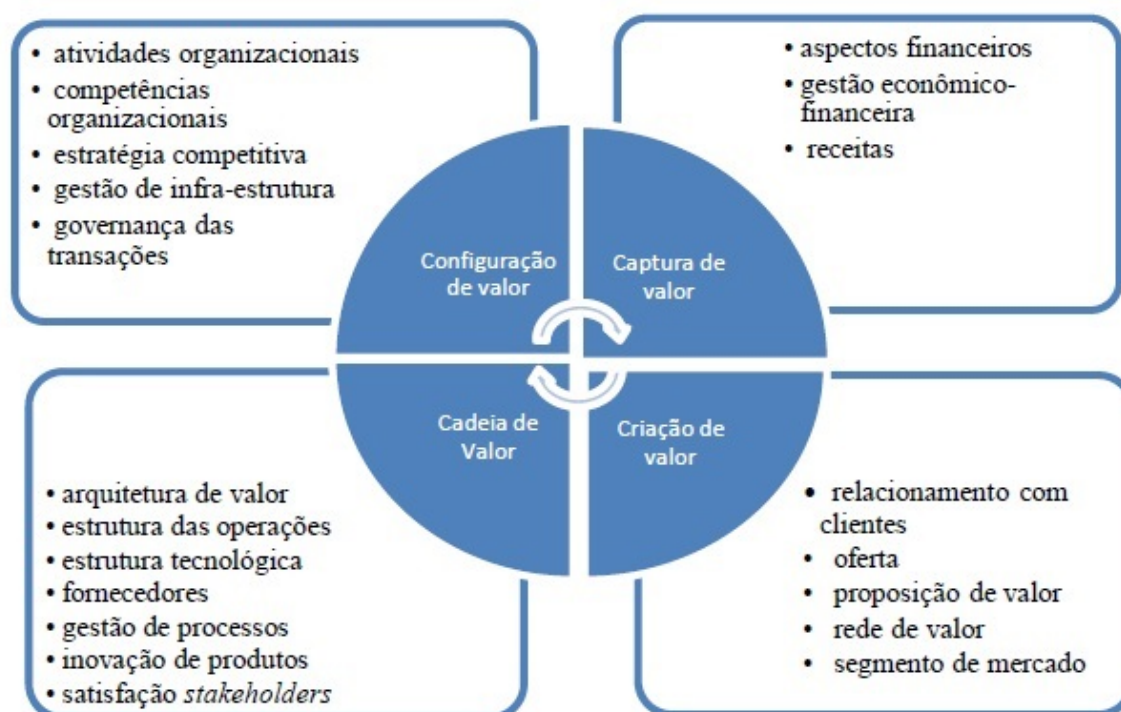 • atividades organizacionais
• competências
organizacionais
• estratégia competitiva
• gestão de infra-estrutura
• governança das
transações
• aspectos financeiros
• gestão econômico-
financeira
• receitas
Configuração
de valor
Captura de
valor
Cadeia de
Valor
Criação de
valor
• arquitetura de valor
• estrutura das operações
• estrutura tecnológica
• fornecedores
• gestão de processos
• inovação de produtos
• satisfação stakeholders
• relacionamento com
clientes
• oferta
• proposição de valor
• rede de valor
• segmento de mercado